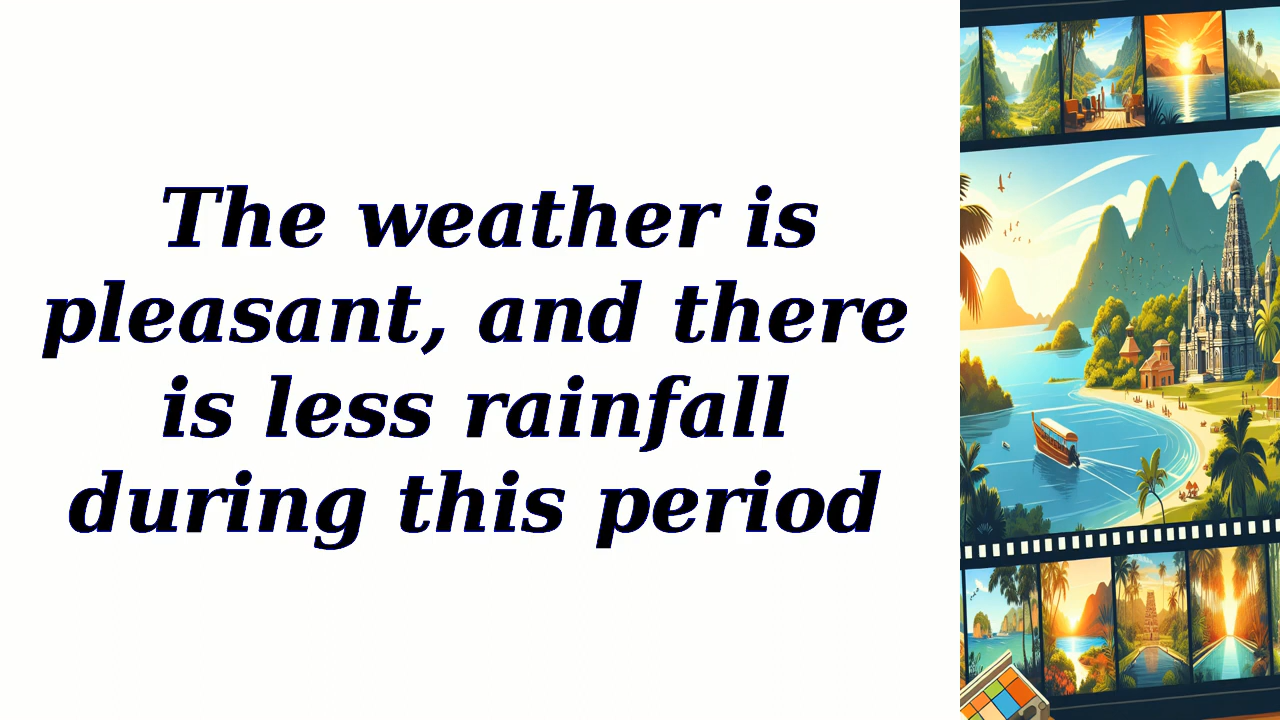 The weather is
pleasant, and there
is less rainfall
during this period